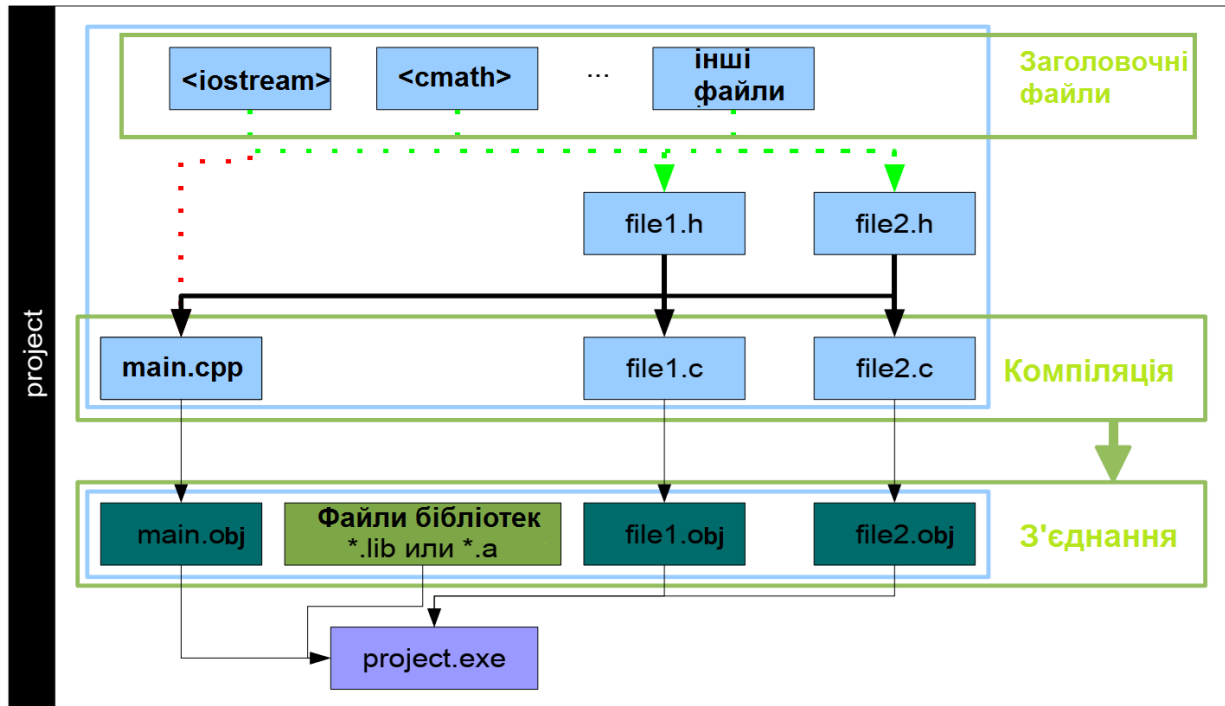 project
<iostream>
<cmath>
...
інші
файли
Заголовочні
файли
file1.h
file2.h
main.cpp
file1.c
file2.c
Компіляція
main.obj
Файли бібліотек
*.lib или *.a
file1.obj
file2.obj
З'єднання
project.exe